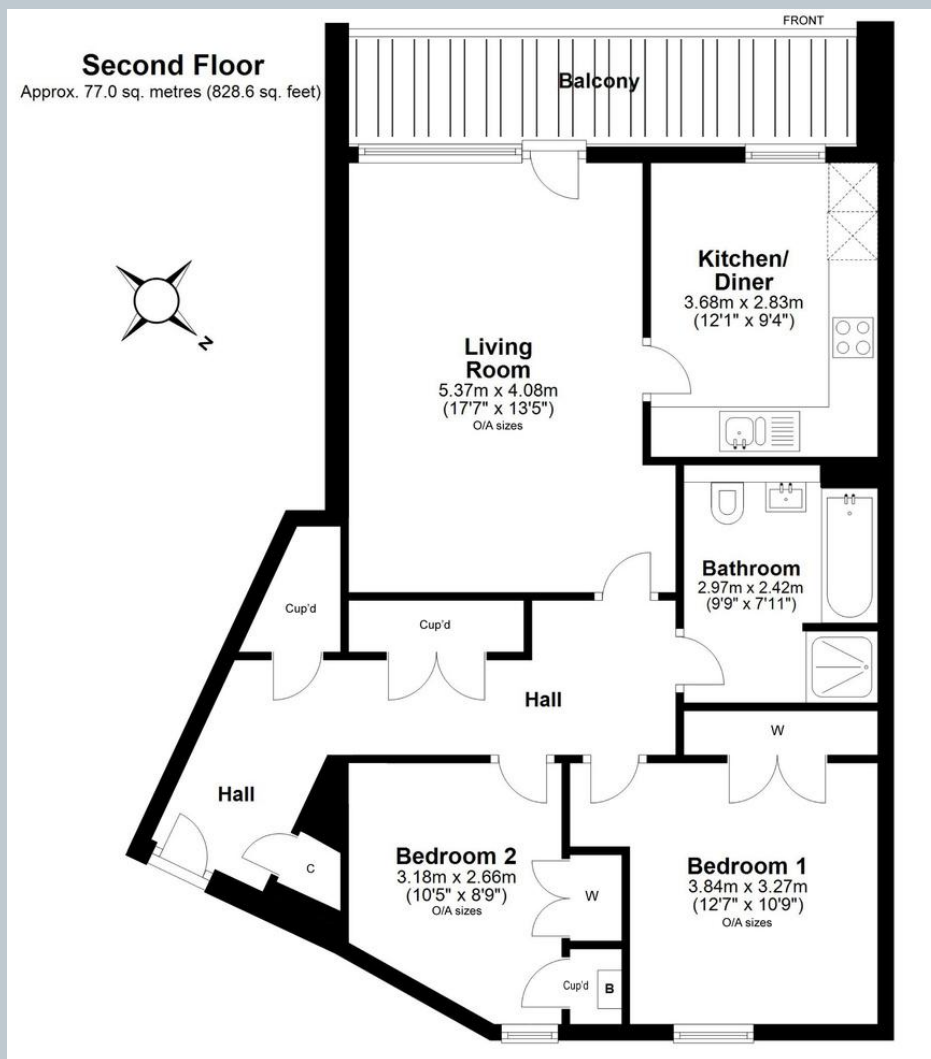 FRONT
Second Floor
Approx. 77.0 sq. metres (828.6 sq. feet)
Balcony
N
Kitchen/
Diner
3.68m x 2.83m
(12'1" x 9'4")
Living
Room
5.37m x 4.08m
(17'7" x 13'5")
O/A sizes
Bathroom
2.97m x 2.42m
(9'9" x 7'11")
Cup'd
Cup'd
Hall
W
Hall
C
Bedroom 2
3.18m x 2.66m
(10'5" x 8'9")
O/A sizes
W
Bedroom 1
3.84m x 3.27m
(12'7" x 10'9")
O/A sizes
Cup'd
B